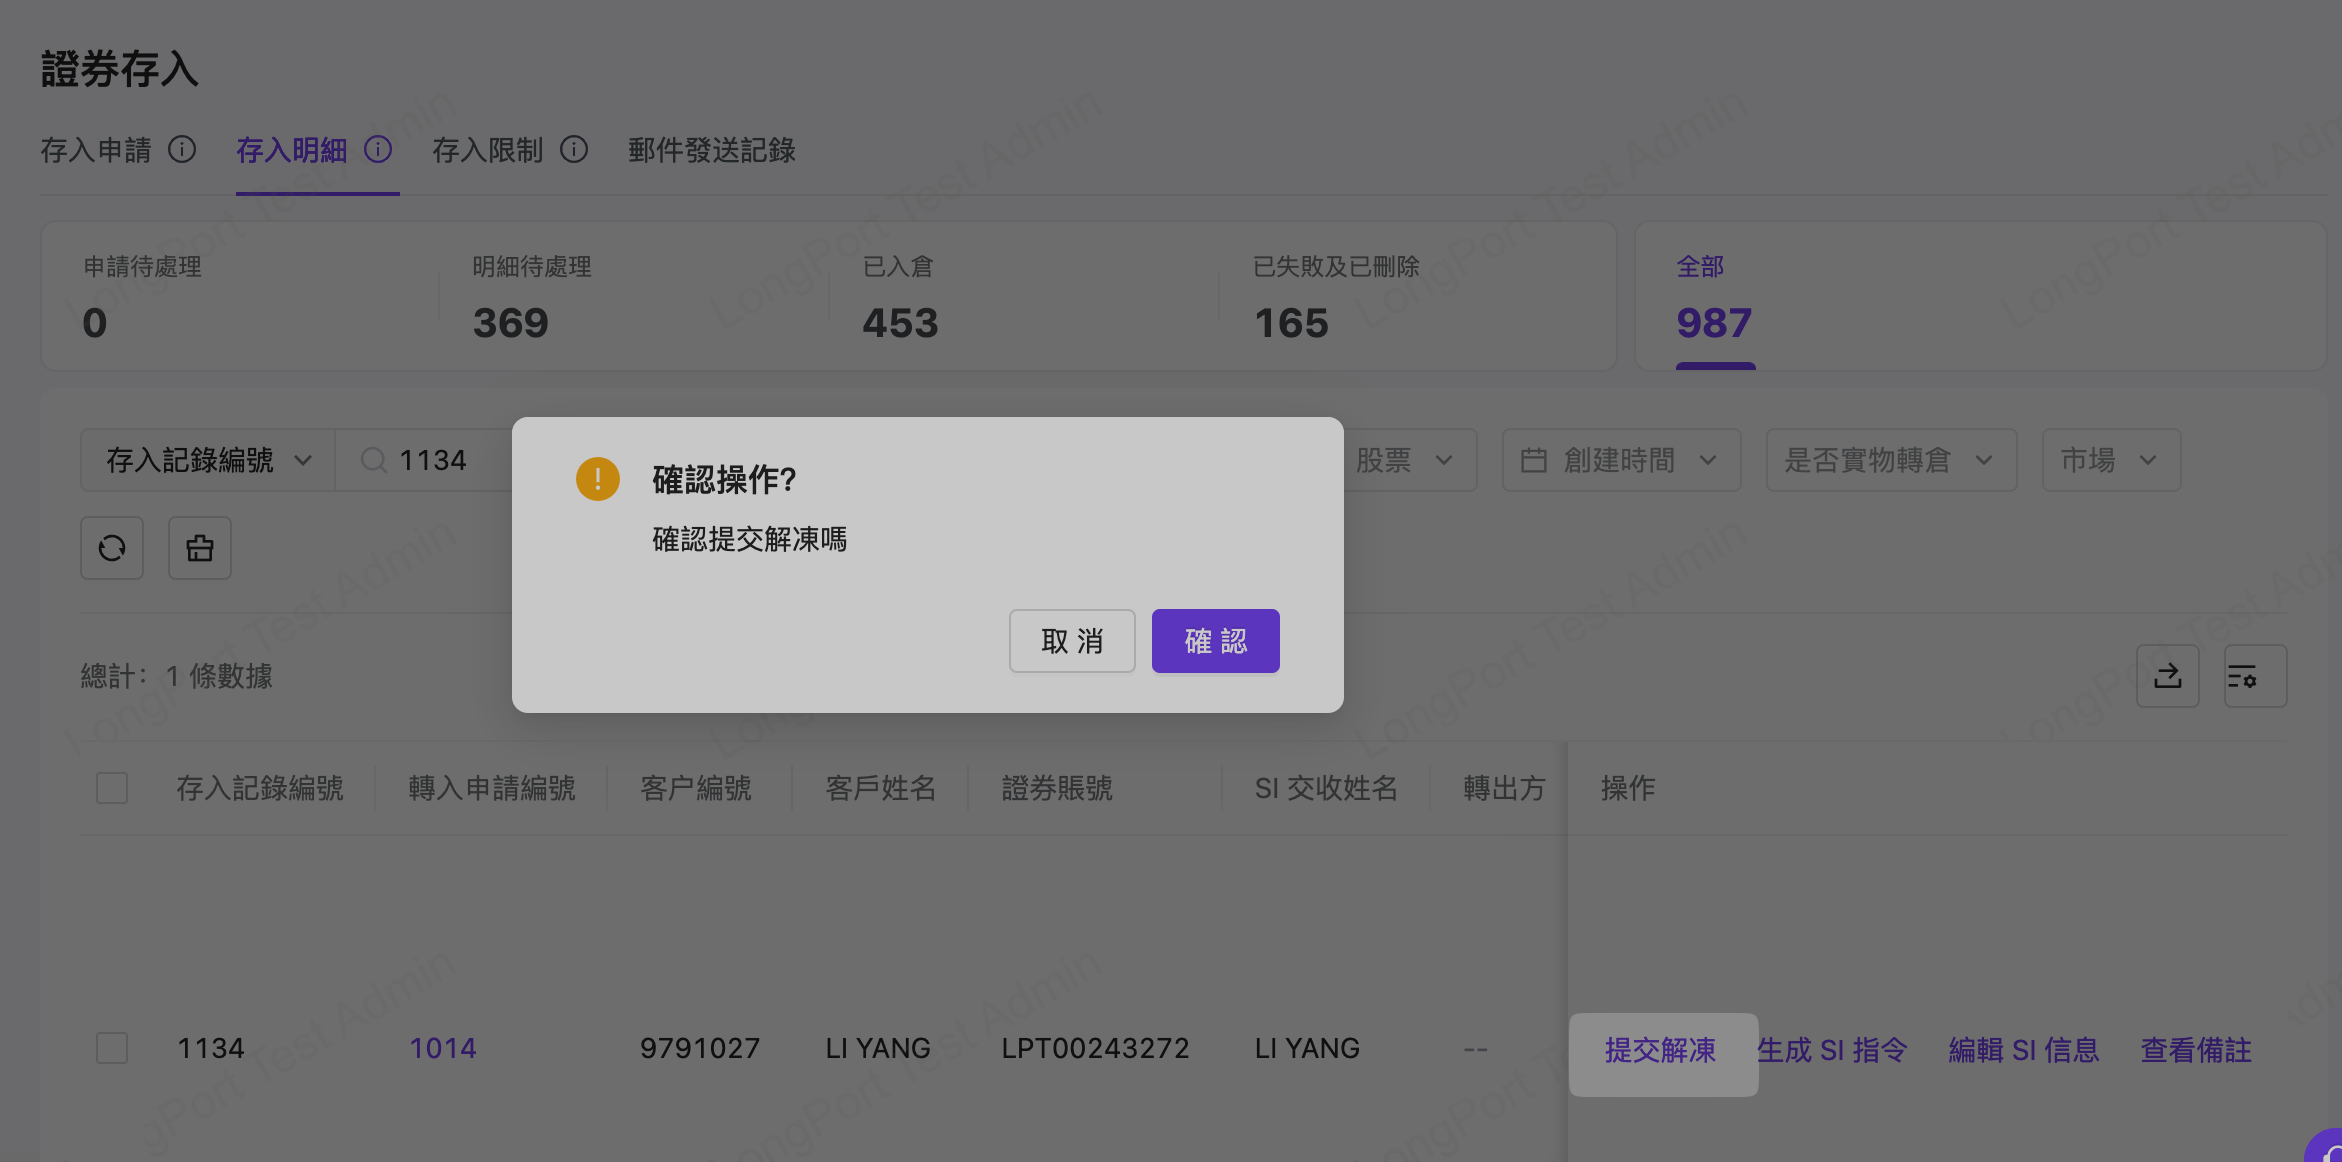 證券存入
存入申請 存入明細 存入限制 郵件發送記錄
申請待處理 明細待處理 已入倉 已失敗及已刪除 全部
0 369 453 165 987
存入記錄編號 1134 股票 創建時間 是否實物轉倉 市場
確認操作?
確認提交解凍嗎
取消 確認
總計: 1 條數據
存入記錄編號 轉入申請編號 客户編號 客戶姓名 證券賬號 SI 交收姓名 轉出方 操作
1134 1014 9791027 LI YANG LPT00243272 LI YANG -- 提交解凍 生成 SI 指令 編輯 SI 信息 查看備註
LongPort Test Admin